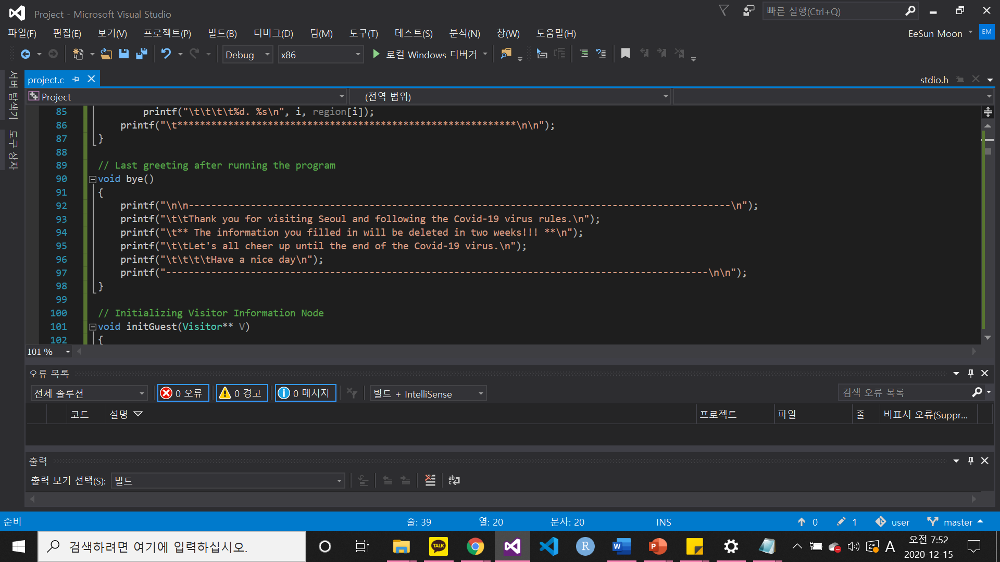 Project - Microsoft Visual Studio
빠른 실행(Ctrl+Q)
파일(F) 편집(E) 보기(V) 프로젝트(P) 빌드(B) 디버그(D) 팀(M) 도구(T) 테스트(S) 분석(N) 창(W) 도움말(H)
EeSun Moon EM
Debug x86 로컬 Windows 디버거
서버 탐색기
도구 상자
project.c
stdio.h
Project (전역 범위)
85 printf("\t\t\t\t%d. %s\n", i, region[i]);
86 printf("\t************************************************************\n\n");
87 }
88
89 // Last greeting after running the program
90 void bye()
91 {
92 printf("\n\n------------------------------------------------------------------------------------------------\n");
93 printf("\t\tThank you for visiting Seoul and following the Covid-19 virus rules.\n");
94 printf("\t** The information you filled in will be deleted in two weeks!!! **\n");
95 printf("\t\tLet's all cheer up until the end of the Covid-19 virus.\n");
96 printf("\t\t\t\tHave a nice day\n");
97 printf("------------------------------------------------------------------------------------------------\n\n");
98 }
99
100 // Initializing Visitor Information Node
101 void initGuest(Visitor** V)
102 {
101 %
오류 목록
전체 솔루션 0 오류 0 경고 0 메시지 빌드 + IntelliSense
검색 오류 목록
코드 설명 프로젝트 파일 줄 비표시 오류(Suppr...
출력
출력 보기 선택(S): 빌드
준비 줄: 39 열: 20 문자: 20 INS 0 1 user master
검색하려면 여기에 입력하십시오.
TALK
R
W
P
A
오전 7:52
2020-12-15